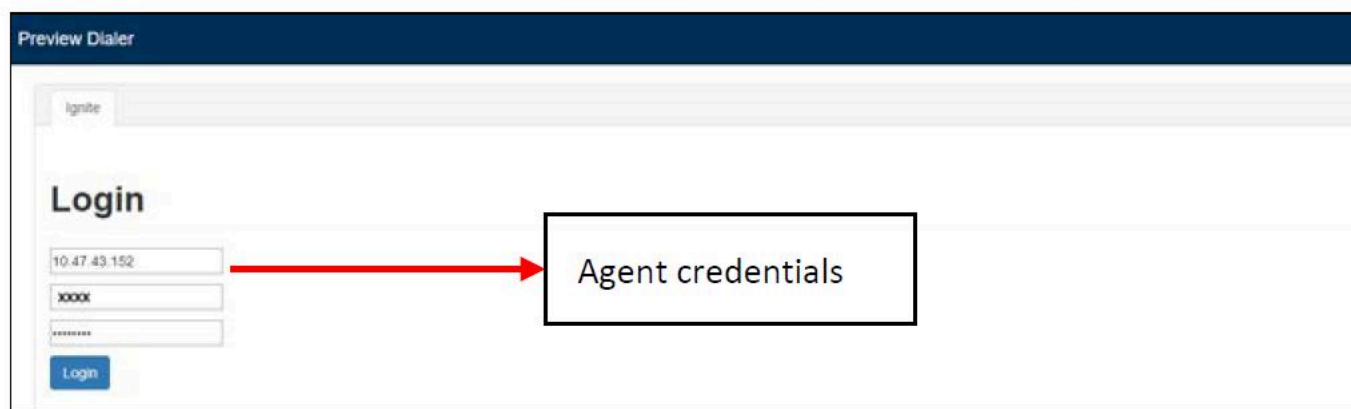 Preview Dialer
Ignite
Login
10.47.43.152
Agent credentials
xxxx
········
Login